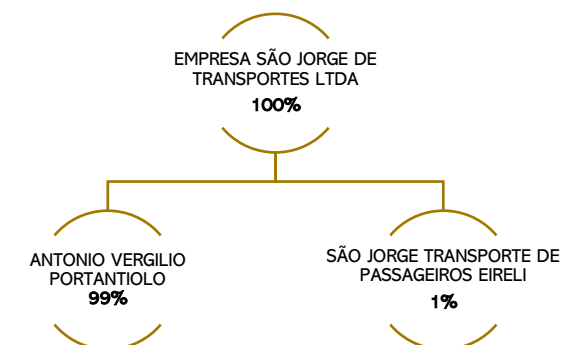 EMPRESA SÃO JORGE DE
TRANSPORTES LTDA
100%
ANTONIO VERGILIO
PORTANTIOLO
99%
SÃO JORGE TRANSPORTE DE
PASSAGEIROS EIRELI
1%